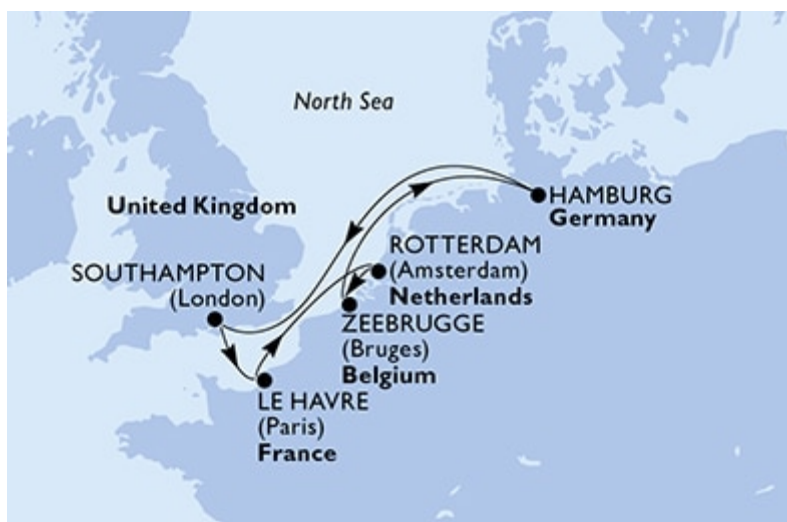 North Sea
United Kingdom
HAMBURG
Germany
ROTTERDAM
(Amsterdam)
Netherlands
SOUTHAMPTON
(London)
ZEEBRUGGE
(Bruges)
Belgium
LE HAVRE
(Paris)
France